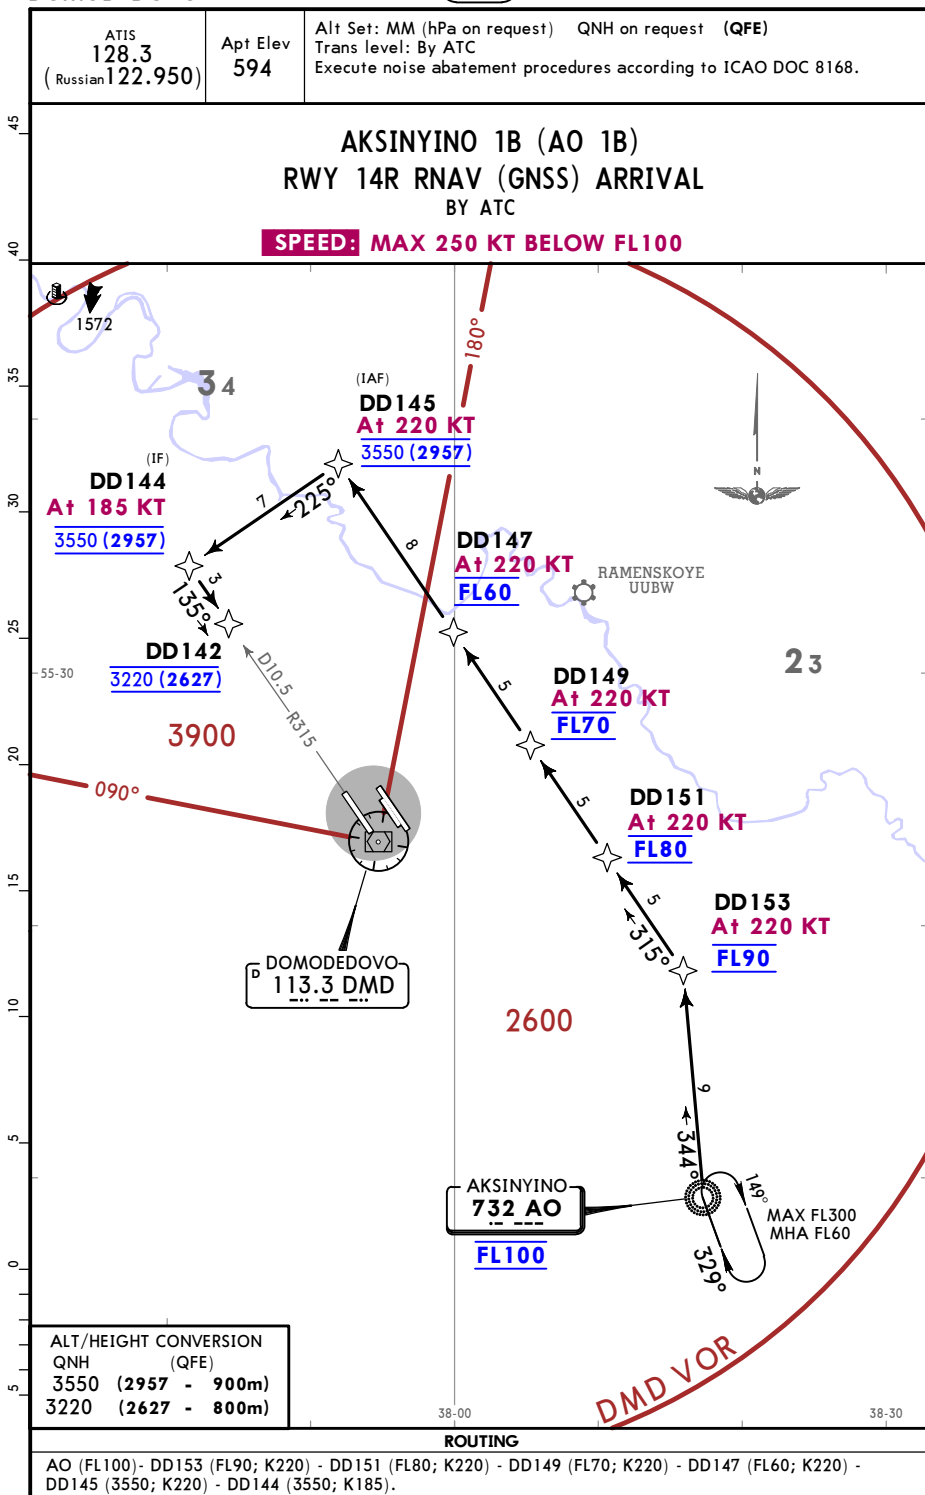 ATIS
128.3
(Russian 122.950)
Apt Elev
594
Alt Set: MM (hPa on request) QNH on request (QFE)
Trans level: By ATC
Execute noise abatement procedures according to ICAO DOC 8168.
AKSINYINO 1B (AO 1B)
RWY 14R RNAV (GNSS) ARRIVAL
BY ATC
SPEED: MAX 250 KT BELOW FL100
45
40
35
30
25
20
15
10
5
0
5
1572
34
180°
(IAF)
DD145
At 220 KT
3550 (2957)
(IF)
DD144
At 185 KT
3550 (2957)
7
225°
8
3
135°
DD147
At 220 KT
FL60
RAMENSKOYE
UUBW
DD142
3220 (2627)
55-30
D10.5
R315
5
DD149
At 220 KT
FL70
23
3900
090°
5
DD151
At 220 KT
FL80
5
315°
DD153
At 220 KT
FL90
D
DOMODEDOVO
113.3 DMD
2600
9
344°
AKSINYINO
732 AO
FL100
149°
MAX FL300
MHA FL60
329°
DMD VOR
ALT/HEIGHT CONVERSION
QNH (QFE)
3550 (2957 - 900m)
3220 (2627 - 800m)
38-00
38-30
N
ROUTING
AO (FL100)- DD153 (FL90; K220) - DD151 (FL80; K220) - DD149 (FL70; K220) - DD147 (FL60; K220) -
DD145 (3550; K220) - DD144 (3550; K185).